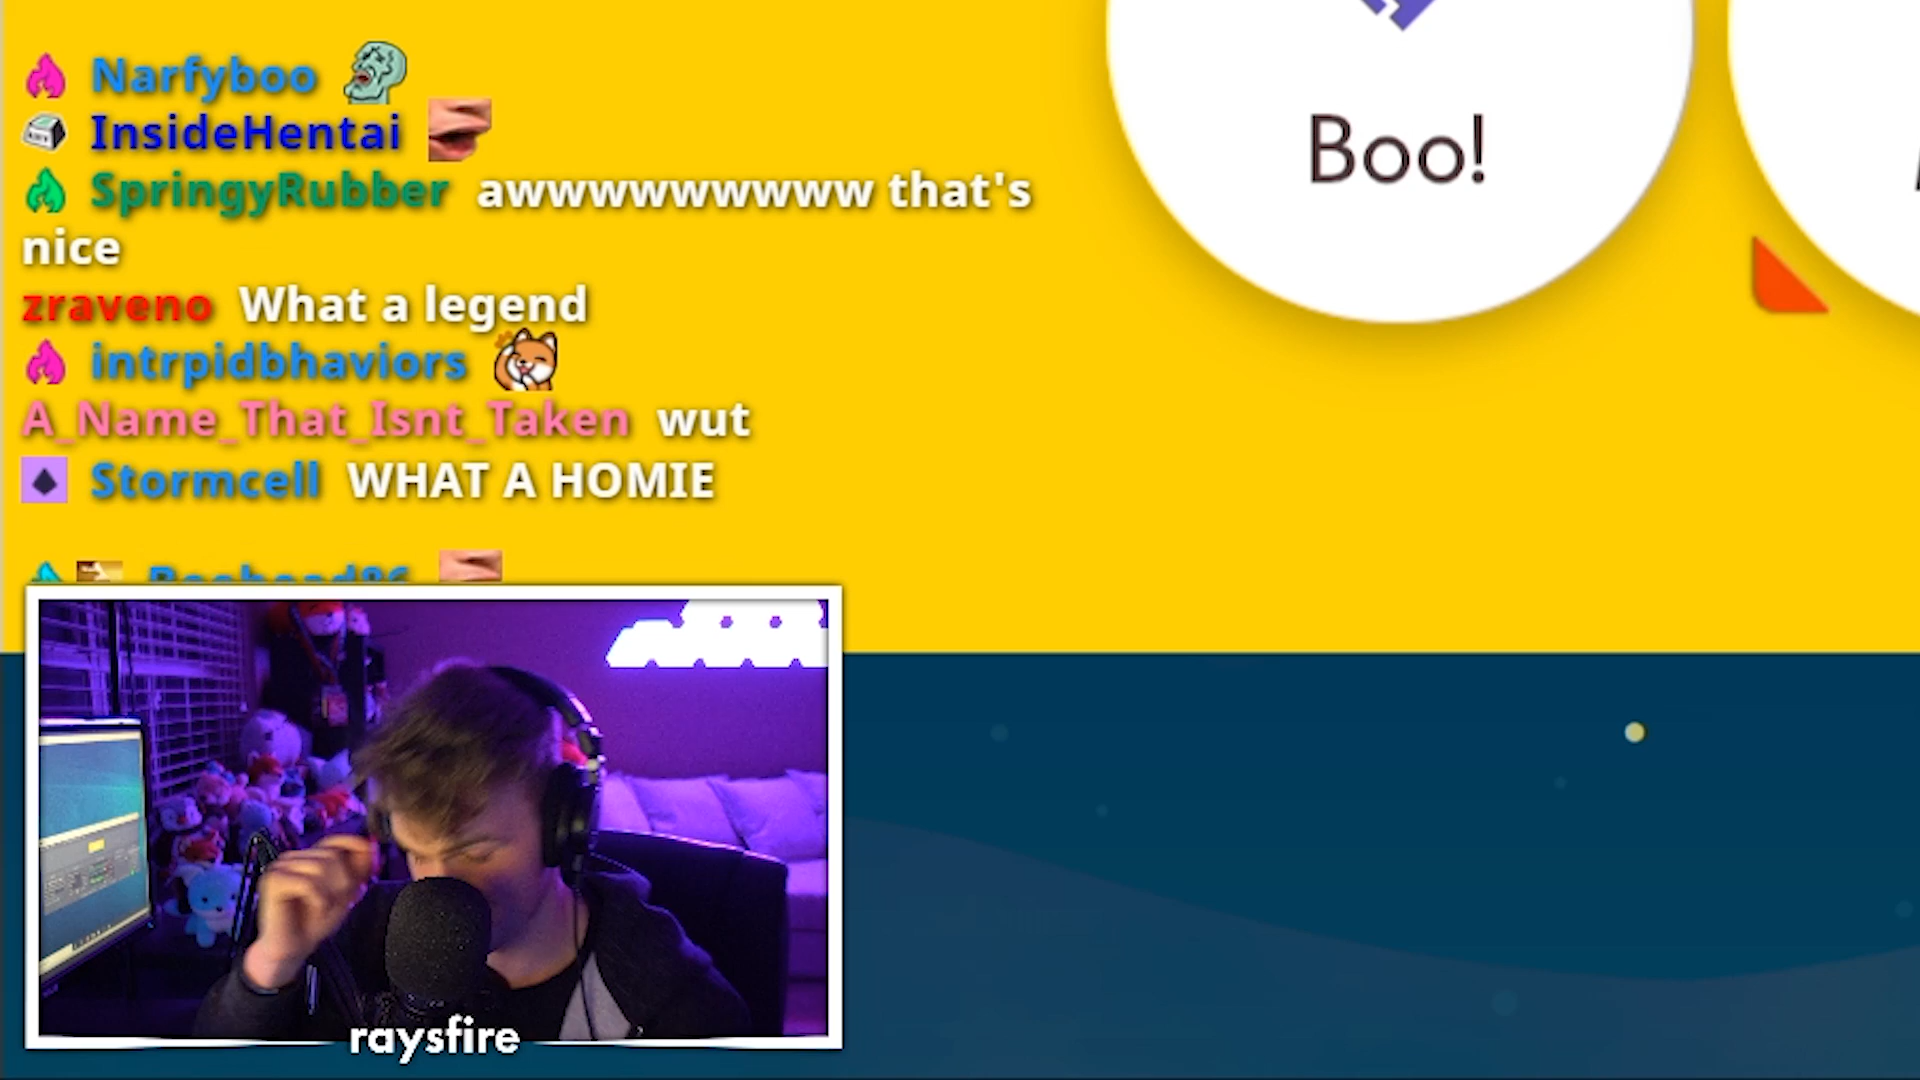 Narfyboo
InsideHentai
SpringyRubber awwwwwwwww that's
nice
zraveno What a legend
intrpidbhaviors
A_Name_That_Isnt_Taken wut
Stormcell WHAT A HOMIE
Boo!
raysfire